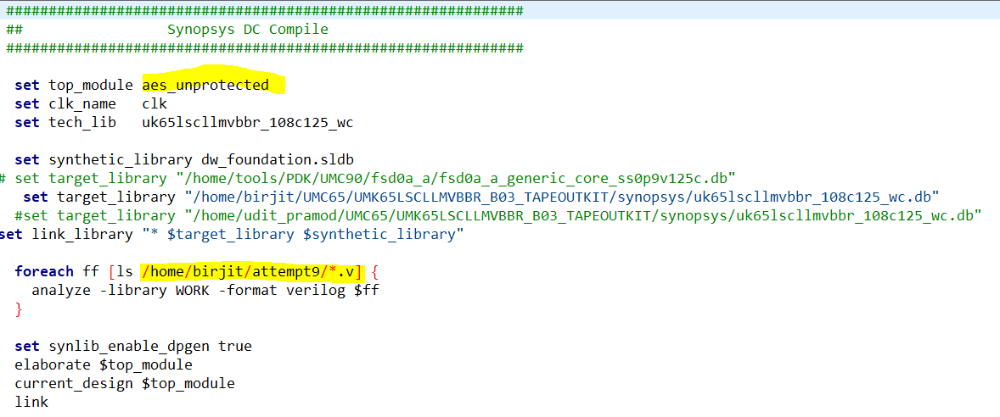 #############################################################
## Synopsys DC Compile
#############################################################
set top_module aes_unprotected
set clk_name clk
set tech_lib uk65lscllmvbbr_108c125_wc
set synthetic_library dw_foundation.sldb
# set target_library "/home/tools/PDK/UMC90/fsd0a_a/fsd0a_a_generic_core_ss0p9v125c.db"
set target_library "/home/birjit/UMC65/UMK65LSCLLMVBBR_B03_TAPEOUTKIT/synopsys/uk65lscllmvbbr_108c125_wc.db"
#set target_library "/home/udit_pramod/UMC65/UMK65LSCLLMVBBR_B03_TAPEOUTKIT/synopsys/uk65lscllmvbbr_108c125_wc.db"
set link_library "* $target_library $synthetic_library"
foreach ff [ls /home/birjit/attempt9/*.v] {
analyze -library WORK -format verilog $ff
}
set synlib_enable_dpgen true
elaborate $top_module
current_design $top_module
link